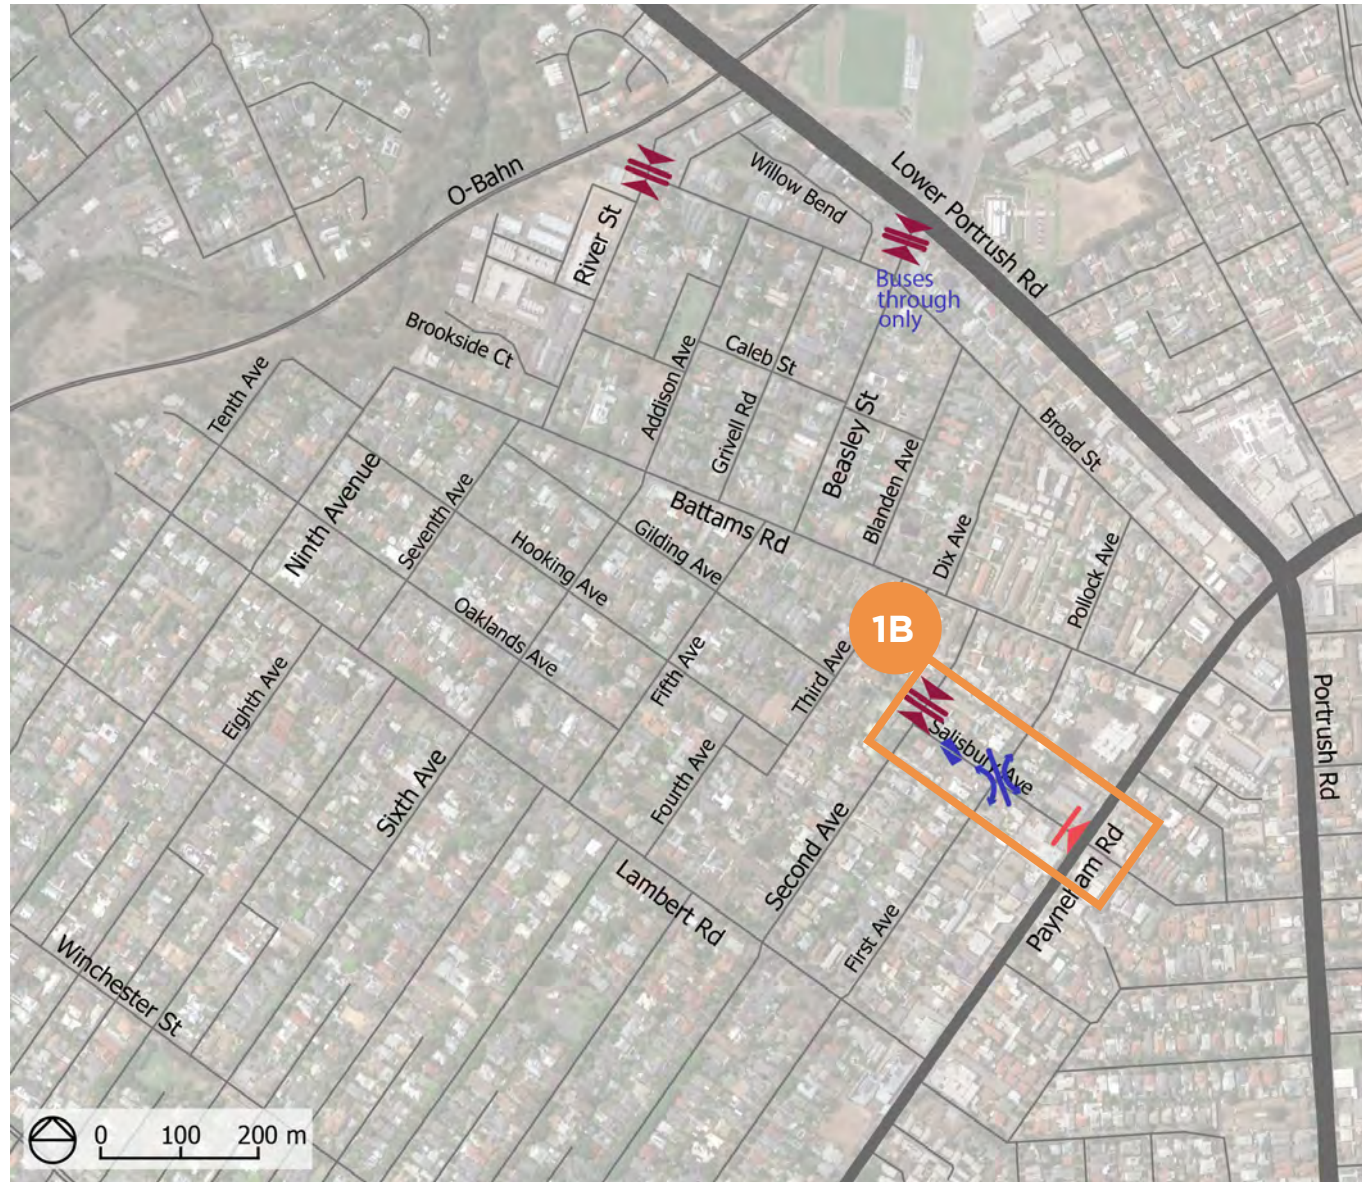 O-Bahn
Willow Bend
Lower Portrush Rd
River St
Buses
through
only
Brookside Ct
Caleb St
Addison Ave
Grivell Rd
Beasley St
Blanden Ave
Broad St
Tenth Ave
Ninth Avenue
Seventh Ave
Battams Rd
Gilding Ave
Hooking Ave
Dix Ave
Pollock Ave
Oaklands Ave
1B
Eighth Ave
Fifth Ave
Third Ave
Portrush Rd
Salisbury Ave
Sixth Ave
Fourth Ave
Second Ave
Payneham Rd
Lambert Rd
First Ave
Winchester St
0 100 200 m